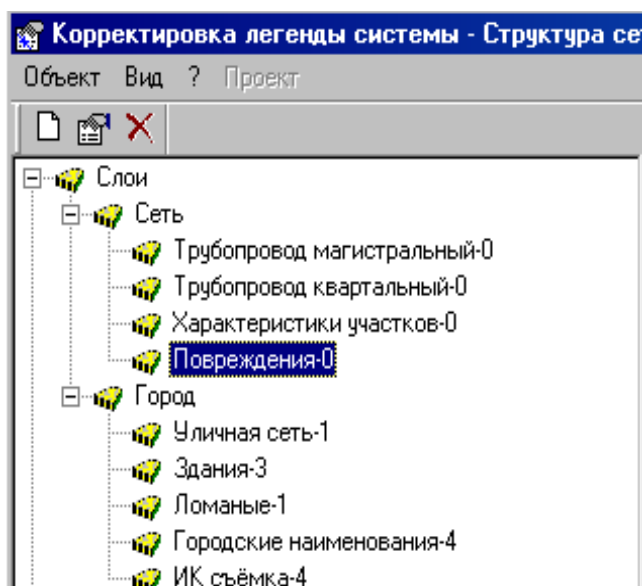 Корректировка легенды системы - Структура се
Объект Вид ? Проект
Слои
Сеть
Трубопровод магистральный-0
Трубопровод квартальный-0
Характеристики участков-0
Повреждения-0
Город
Уличная сеть-1
Здания-3
Ломаные-1
Городские наименования-4
ИК съёмка-4